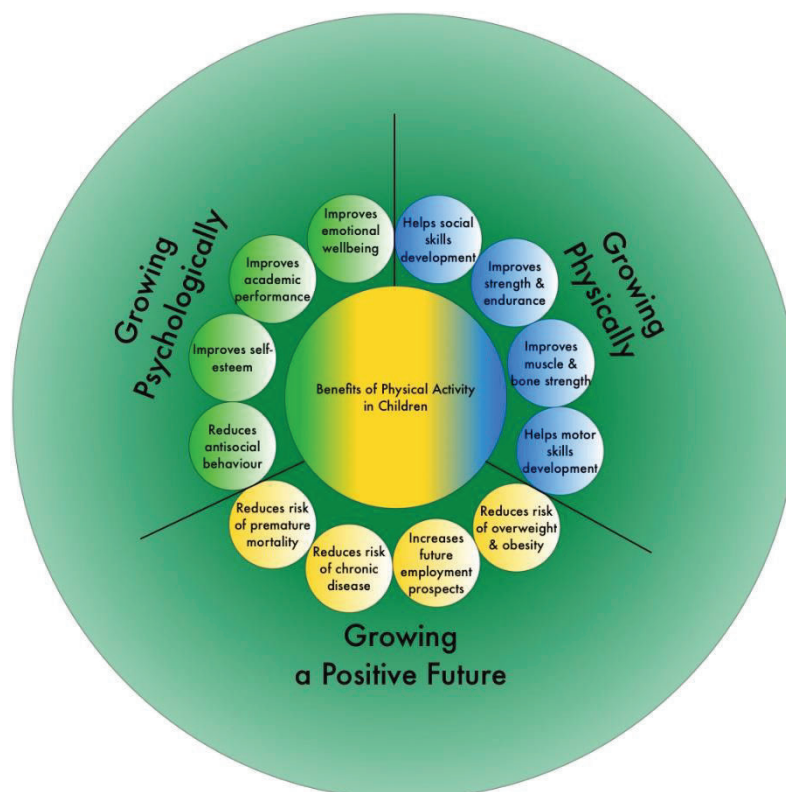 Growing
Psychologically
Improves
emotional
wellbeing
Improves
academic
performance
Improves self-
esteem
Reduces
antisocial
behaviour
Growing
Physically
Helps social
skills
development
Improves
strength &
endurance
Improves
muscle &
bone strength
Helps motor
skills
development
Benefits of Physical Activity
in Children
Reduces risk
of premature
mortality
Reduces risk
of chronic
disease
Increases
future
employment
prospects
Reduces risk
of overweight
& obesity
Growing
a Positive Future